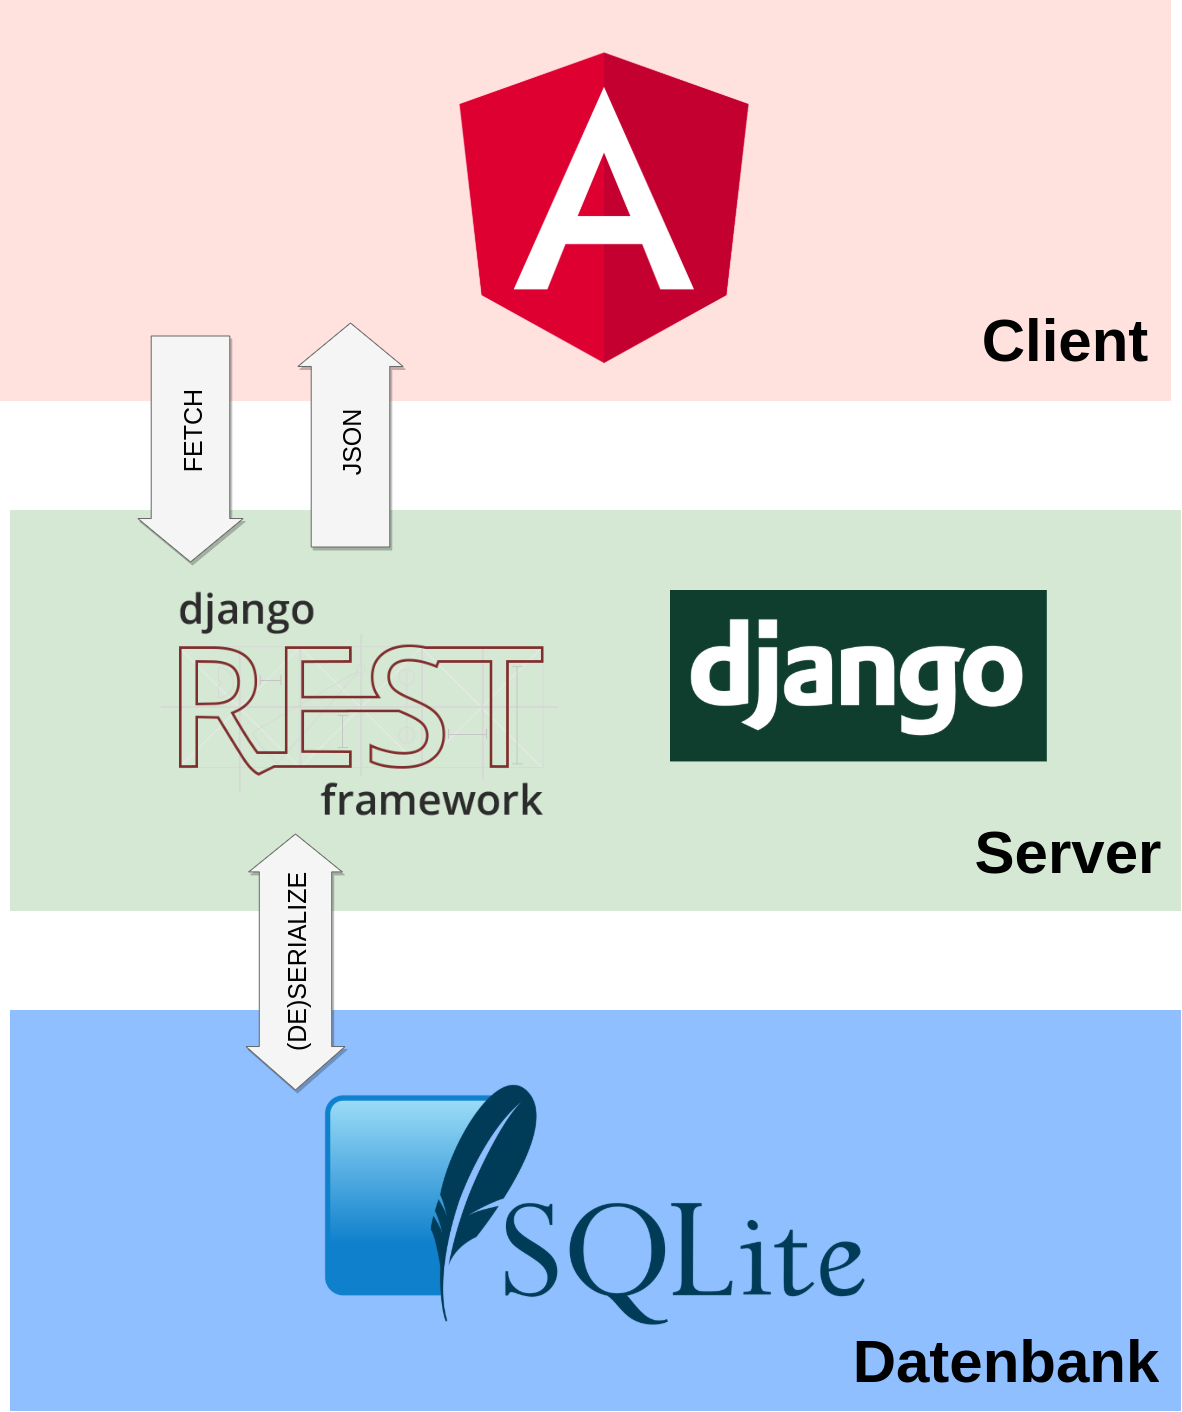 A
Client
FETCH
JSON
django
REST
framework
django
Server
(DE)SERIALIZE
SQLite
Datenbank